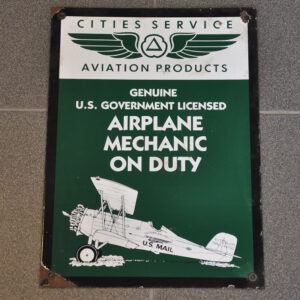 CITIES SERVICE
AVIATION PRODUCTS
GENUINE
U.S. GOVERNMENT LICENSED
AIRPLANE
MECHANIC
ON DUTY
U.S. MAIL